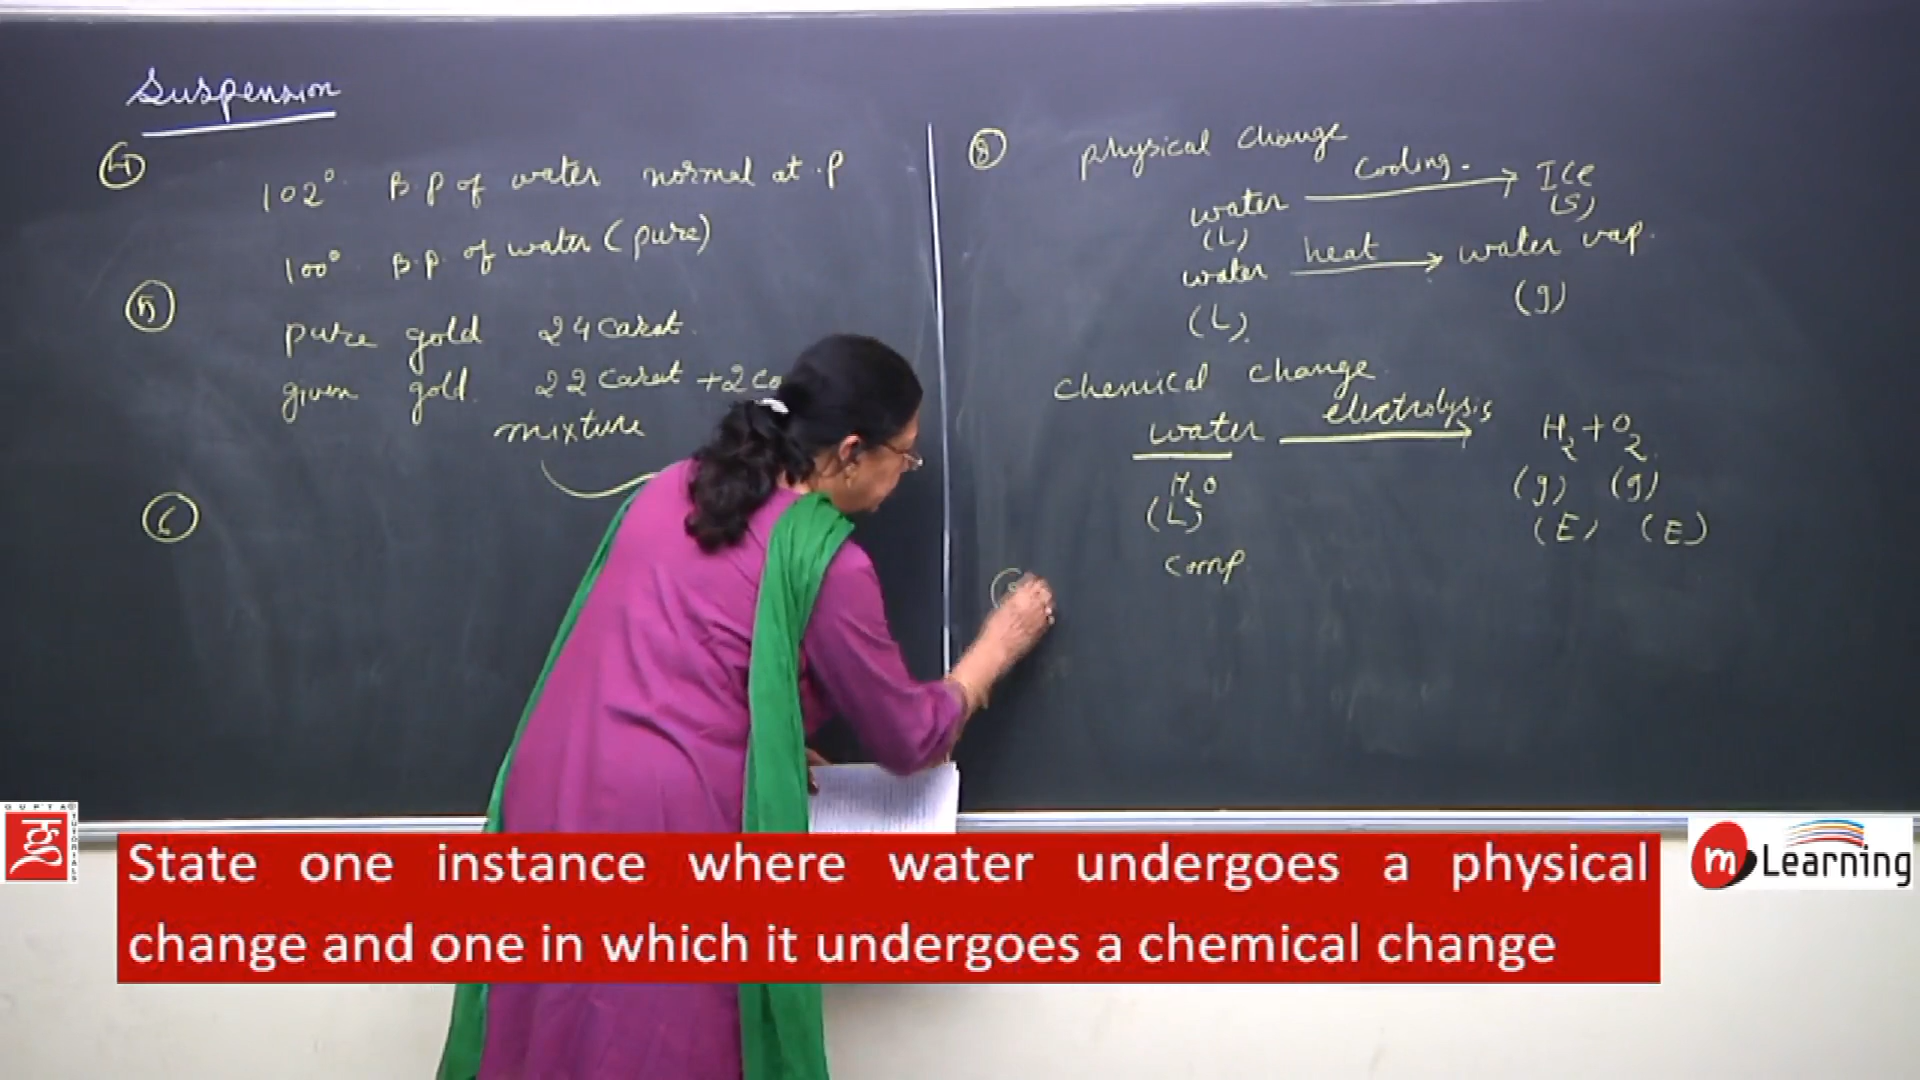 Suspension
4
102° B.P of water normal at .P
100° B.P. of water (pure)
5
pure gold 24 carat.
given gold. 22 carat + 2 co
mixture
6
8
physical change
water cooling. ICe
(L) (S)
water heat water vap.
(L). (g)
chemical change
water electrolysis H2 + O2
H2O (g) (g)
(L) (E) (E)
comp.
GUPTA
TUTORIALS
State one instance where water undergoes a physical
change and one in which it undergoes a chemical change
m Learning